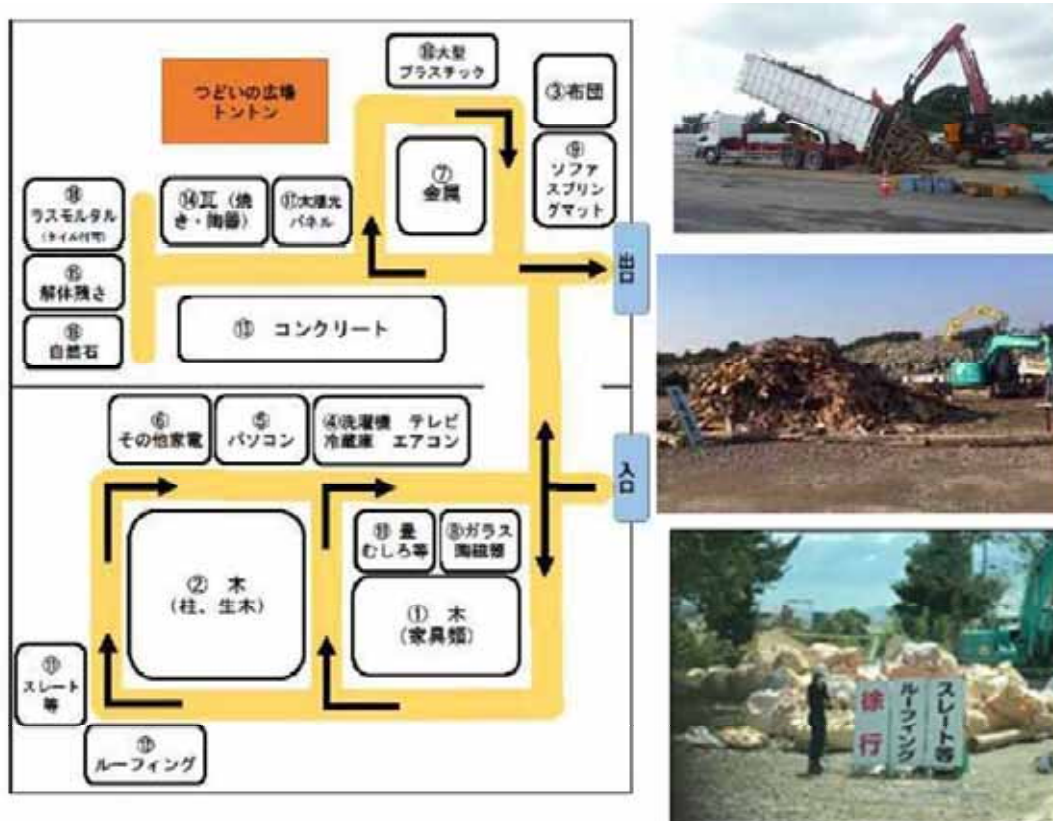 大型
プラスチック
つどいの広場
トントン
③布団
⑨
ソファ
スプリン
グマット
⑦
金属
⑭瓦（焼
き・陶器）
⑰太陽光
パネル
ラスモルタル
(タイル付可)
⑮
解体残さ
自然石
⑬ コンクリート
出口
⑥
その他家電
⑤
パソコン
④洗濯機 テレビ
冷蔵庫 エアコン
入口
畳
むしろ等
⑧ガラス
陶磁器
② 木
(柱、生木)
① 木
(家具類)
⑪
スレート
等
⑫
ルーフィング
スレート等
ルーフィング
徐行